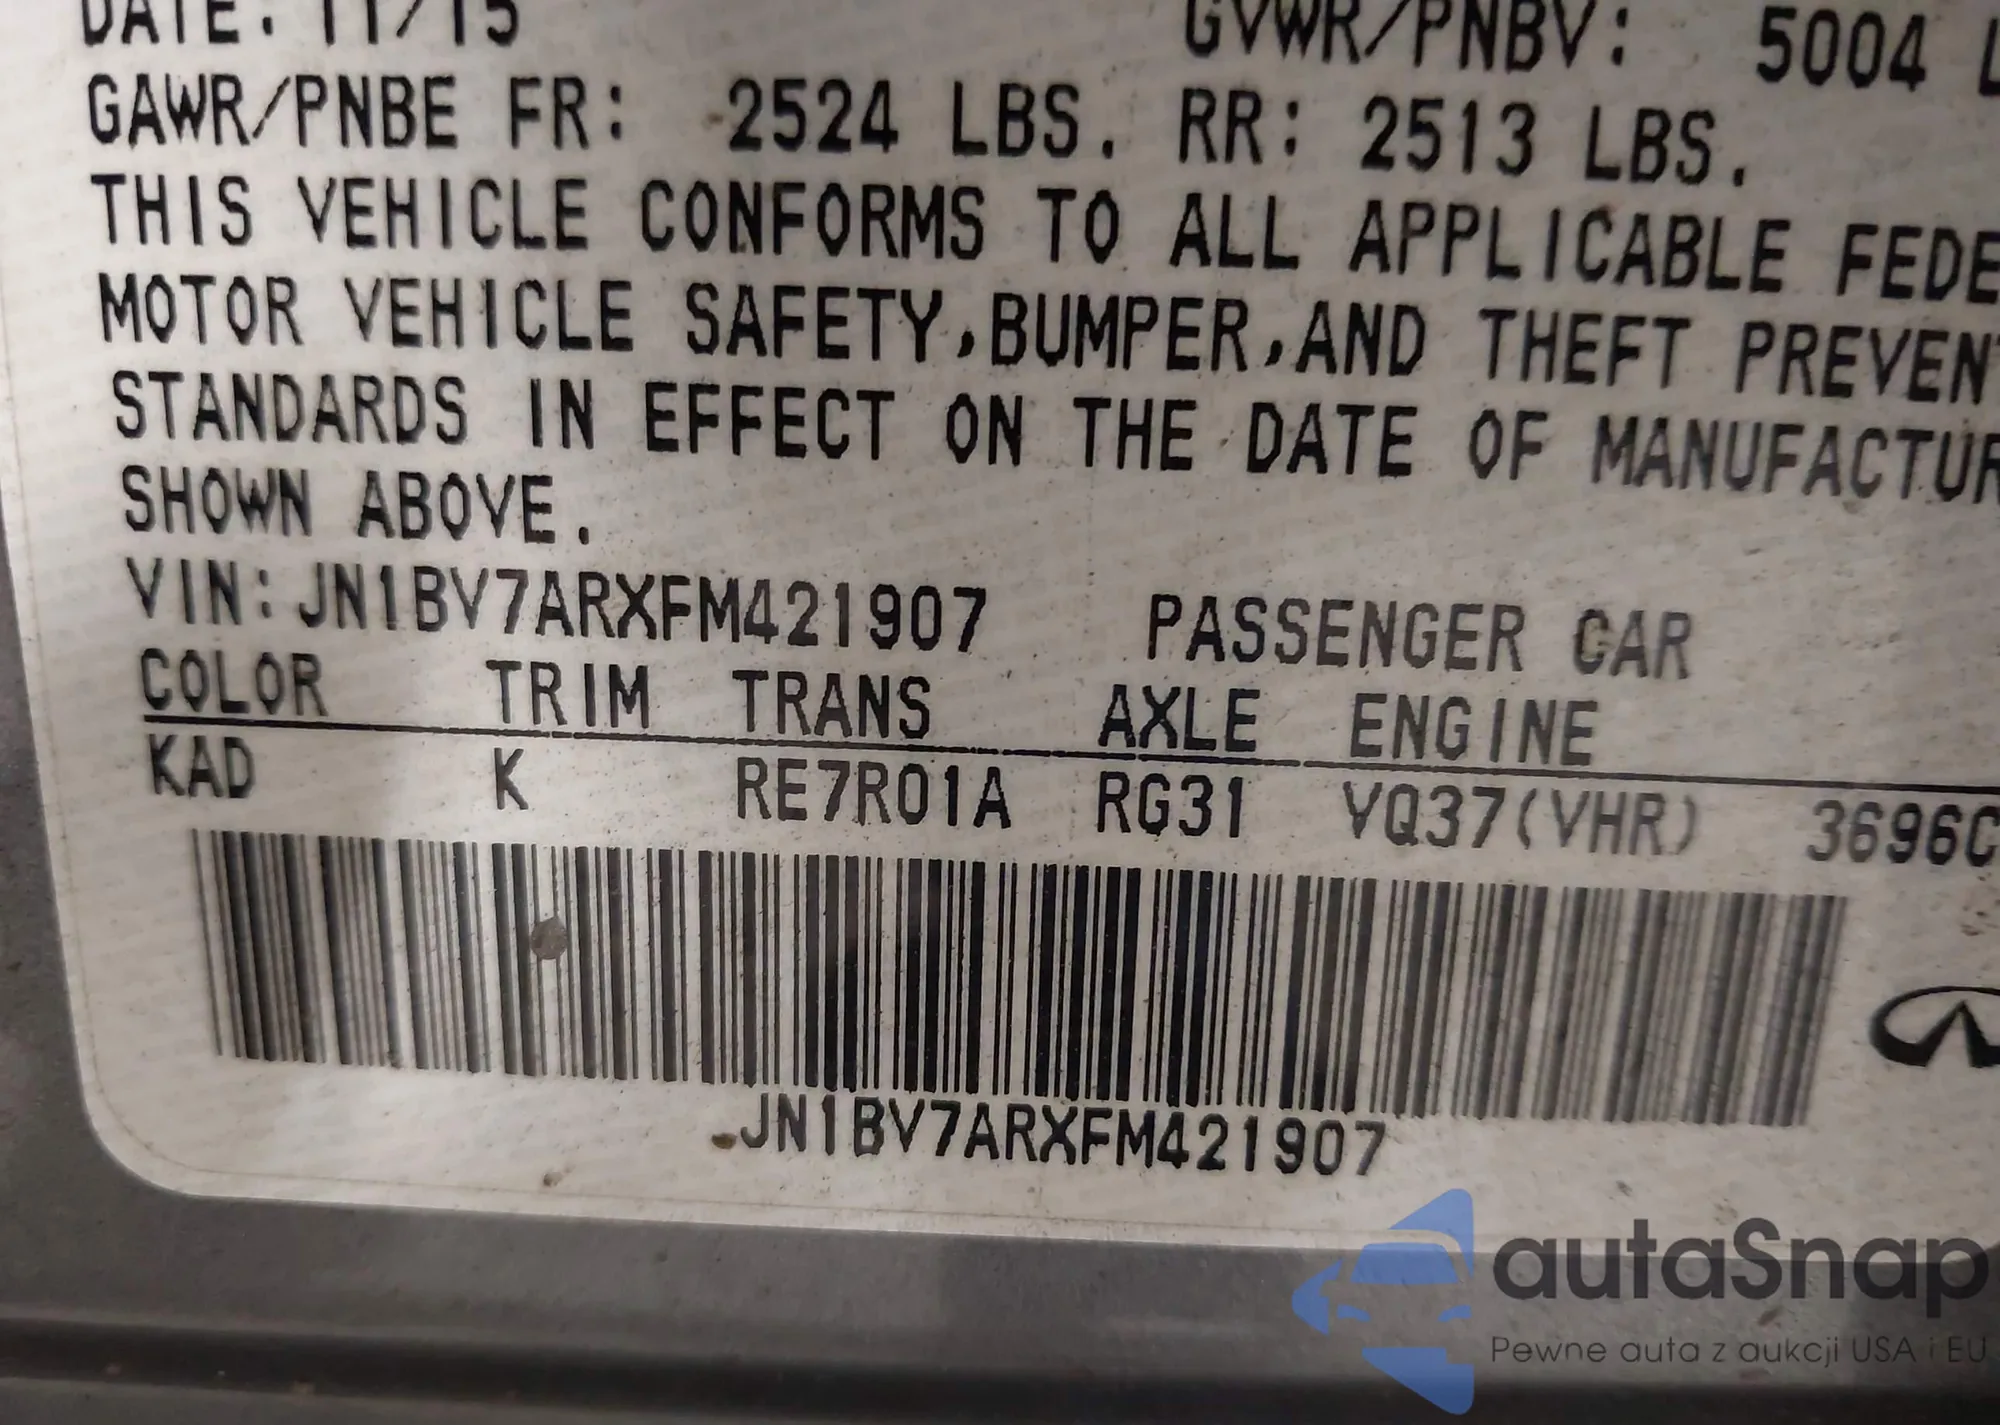 DATE: 11/15 GVWR/PNBV: 5004 L
GAWR/PNBE FR: 2524 LBS. RR: 2513 LBS.
THIS VEHICLE CONFORMS TO ALL APPLICABLE FEDE
MOTOR VEHICLE SAFETY,BUMPER,AND THEFT PREVENT
STANDARDS IN EFFECT ON THE DATE OF MANUFACTUR
SHOWN ABOVE.
VIN:JN1BV7ARXFM421907 PASSENGER CAR
COLOR TRIM TRANS AXLE ENGINE
KAD K RE7R01A RG31 VQ37(VHR) 3696C
JN1BV7ARXFM421907
autaSnap
Pewne auta z aukcji USA i EU